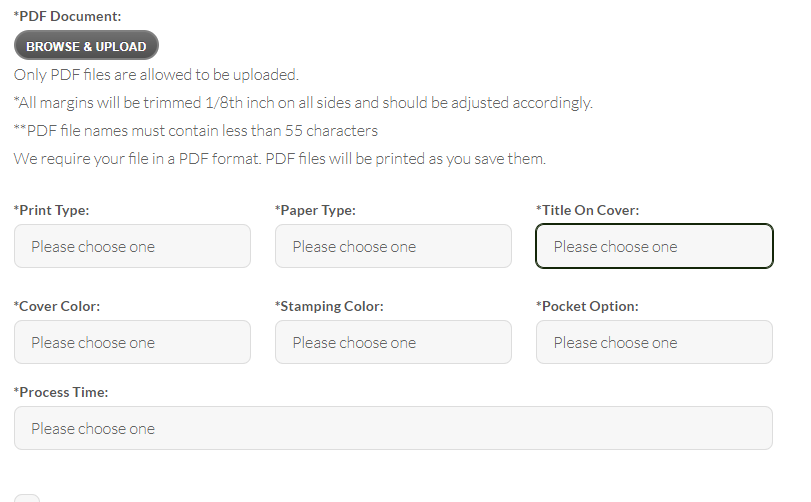 *PDF Document:
BROWSE & UPLOAD
Only PDF files are allowed to be uploaded.
*All margins will be trimmed 1/8th inch on all sides and should be adjusted accordingly.
**PDF file names must contain less than 55 characters
We require your file in a PDF format. PDF files will be printed as you save them.
*Print Type: *Paper Type: *Title On Cover:
Please choose one Please choose one Please choose one
*Cover Color: *Stamping Color: *Pocket Option:
Please choose one Please choose one Please choose one
*Process Time:
Please choose one